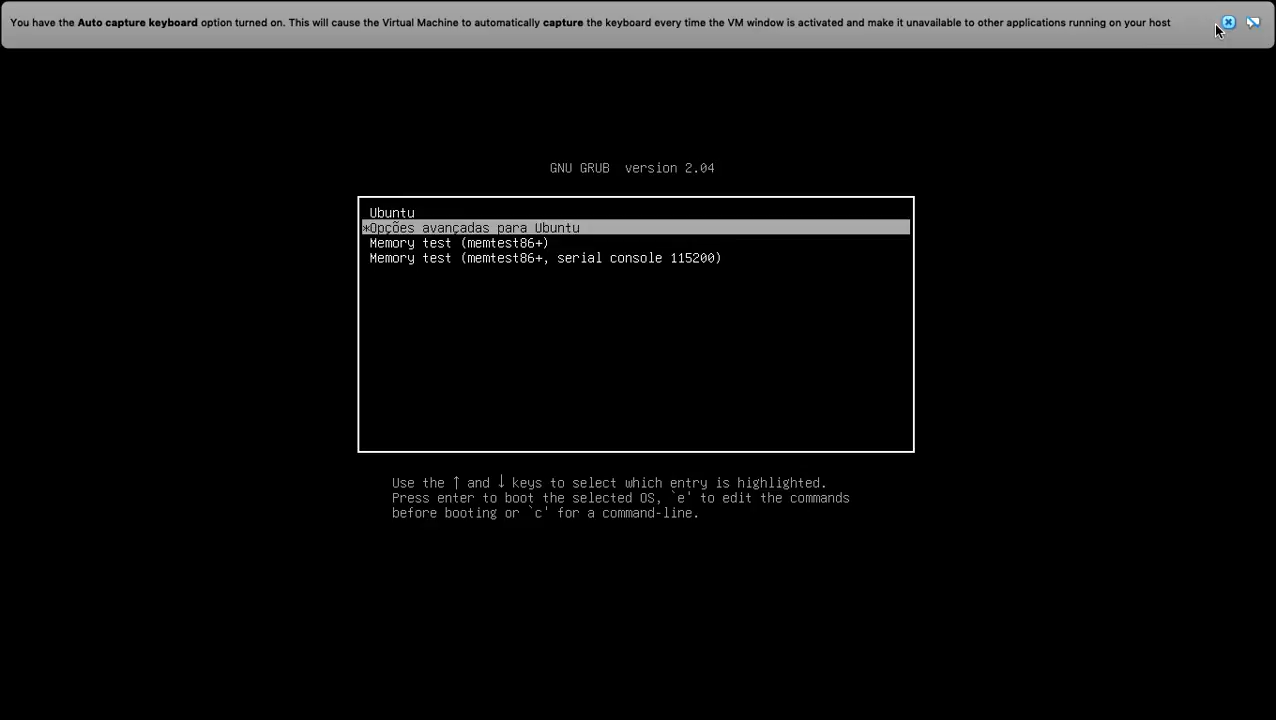 You have the Auto capture keyboard option turned on. This will cause the Virtual Machine to automatically capture the keyboard every time the VM window is activated and make it unavailable to other applications running on your host
GNU GRUB  version 2.04
Ubuntu
*Opções avançadas para Ubuntu
Memory test (memtest86+)
Memory test (memtest86+, serial console 115200)
Use the ↑ and ↓ keys to select which entry is highlighted.
Press enter to boot the selected OS, `e' to edit the commands
before booting or `c' for a command-line.